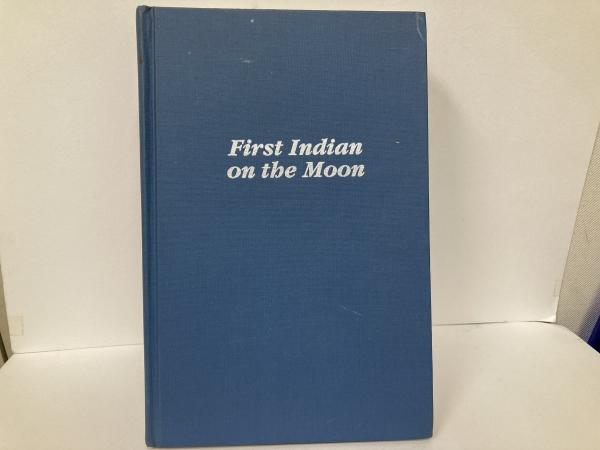 First Indian
on the Moon